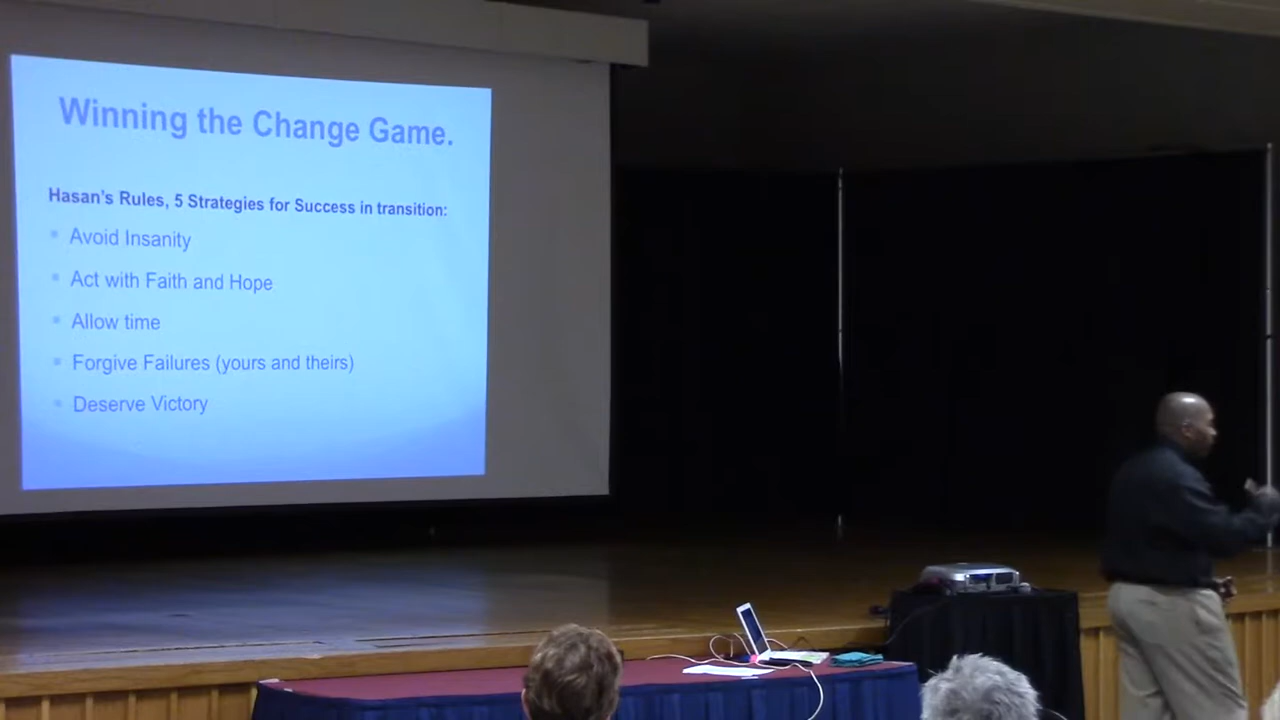 Winning the Change Game.
Hasan's Rules, 5 Strategies for Success in transition:
Avoid Insanity
Act with Faith and Hope
Allow time
Forgive Failures (yours and theirs)
Deserve Victory